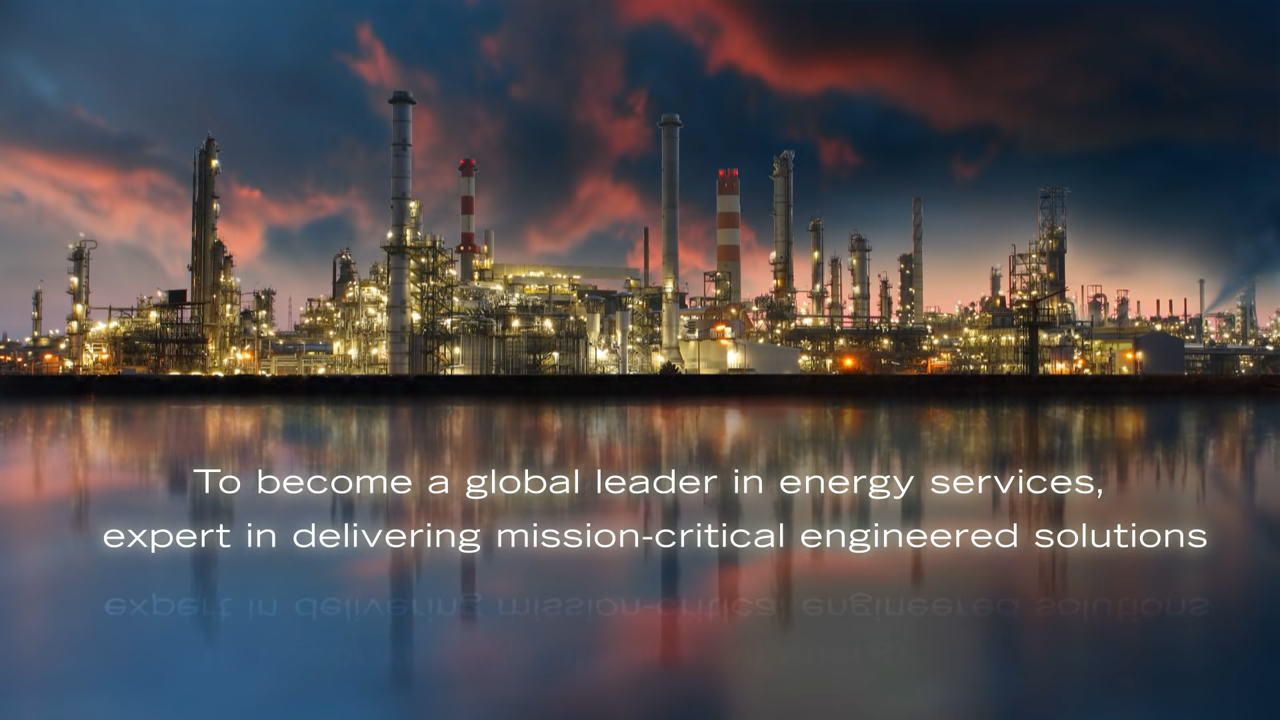 To become a global leader in energy services,
expert in delivering mission-critical engineered solutions